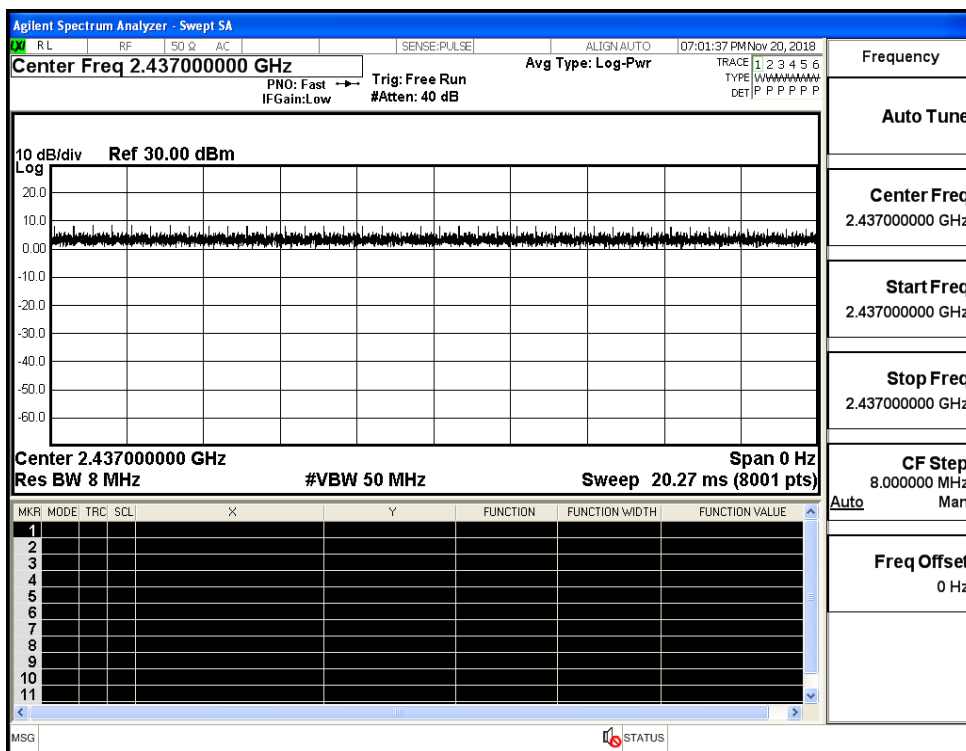 Agilent Spectrum Analyzer - Swept SA
LXI RL RF 50 Ω AC SENSE:PULSE ALIGN AUTO 07:01:37 PM Nov 20, 2018
Center Freq 2.437000000 GHz Avg Type: Log-Pwr TRACE 1 2 3 4 5 6
PNO: Fast Trig: Free Run TYPE WWWWWW
IFGain:Low #Atten: 40 dB DET P P P P P P
10 dB/div Ref 30.00 dBm
Log
20.0
10.0
0.00
-10.0
-20.0
-30.0
-40.0
-50.0
-60.0
Center 2.437000000 GHz Span 0 Hz
Res BW 8 MHz #VBW 50 MHz Sweep 20.27 ms (8001 pts)
MKR MODE TRC SCL X Y FUNCTION FUNCTION WIDTH FUNCTION VALUE
1
2
3
4
5
6
7
8
9
10
11
MSG STATUS
Frequency
Auto Tune
Center Freq
2.437000000 GHz
Start Freq
2.437000000 GHz
Stop Freq
2.437000000 GHz
CF Step
8.000000 MHz
Auto Man
Freq Offset
0 Hz